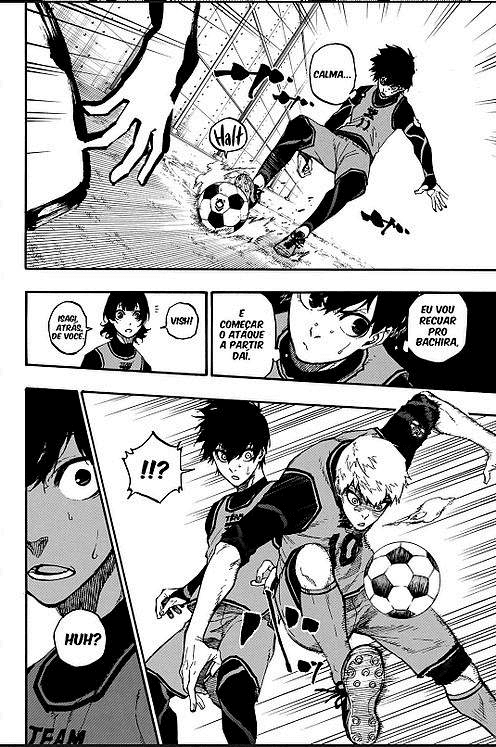 CALMA...
Halt
EU VOU
RECUAR
PRO
BACHIRA,
E
COMEÇAR
O ATAQUE
A PARTIR
DAÍ.
VISH!
ISAGI,
ATRÁS,
DE VOCÊ.
!!?
TEAM
10
HUH?
TEAM